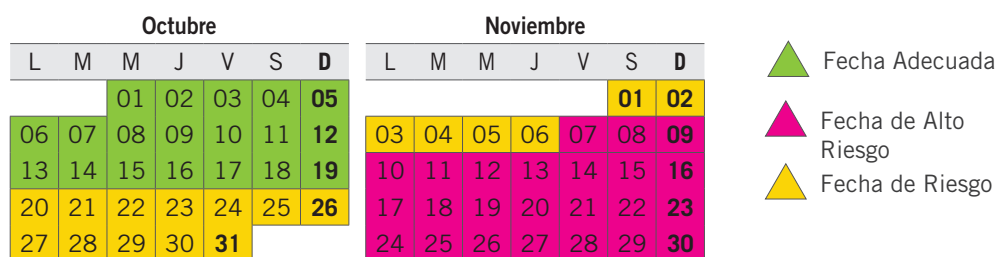 Octubre
L M M J V S D
01 02 03 04 05
06 07 08 09 10 11 12
13 14 15 16 17 18 19
20 21 22 23 24 25 26
27 28 29 30 31
Noviembre
L M M J V S D
01 02
03 04 05 06 07 08 09
10 11 12 13 14 15 16
17 18 19 20 21 22 23
24 25 26 27 28 29 30
Fecha Adecuada
Fecha de Alto
Riesgo
Fecha de Riesgo